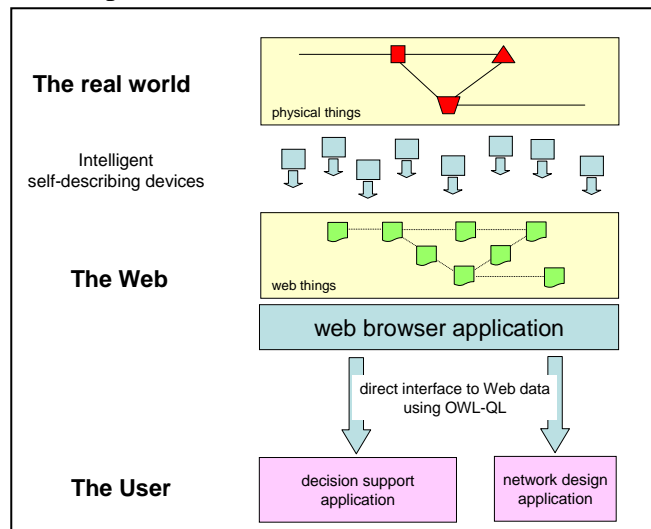 The real world
physical things
Intelligent
self-describing devices
The Web
web things
web browser application
direct interface to Web data
using OWL-QL
The User
decision support
application
network design
application